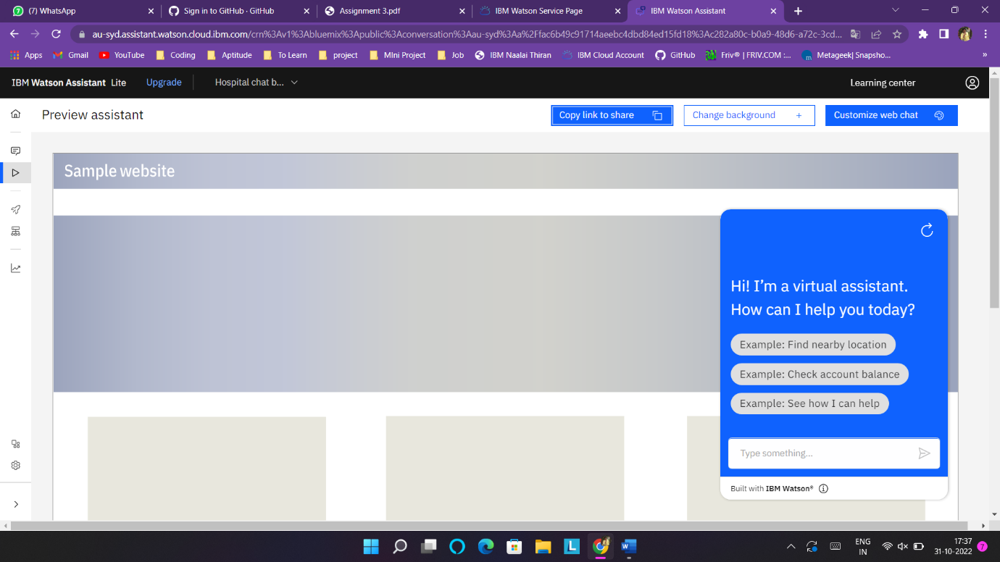 (7) WhatsApp
Sign in to GitHub · GitHub
Assignment 3.pdf
IBM Watson Service Page
IBM Watson Assistant
au-syd.assistant.watson.cloud.ibm.com/crn%3Av1%3Abluemix%3Apublic%3Aconversation%3Aau-syd%3Aa%2Ffac6b49c91714aeebc4dbd84ed15fd18%3Ac282a80c-b0a9-48d6-a72c-3cd...
Apps
Gmail
YouTube
Coding
Aptitude
To Learn
project
MIni Project
Job
IBM Naalai Thiran
IBM Cloud Account
GitHub
Friv® | FRIV.COM :...
Metageek| Snapsho...
»
IBM Watson Assistant Lite
Upgrade
Hospital chat b...
Learning center
Preview assistant
Copy link to share
Change background +
Customize web chat
Sample website
Hi! I'm a virtual assistant.
How can I help you today?
Example: Find nearby location
Example: Check account balance
Example: See how I can help
Type something...
Built with IBM Watson®
ENG
IN
17:37
31-10-2022
7